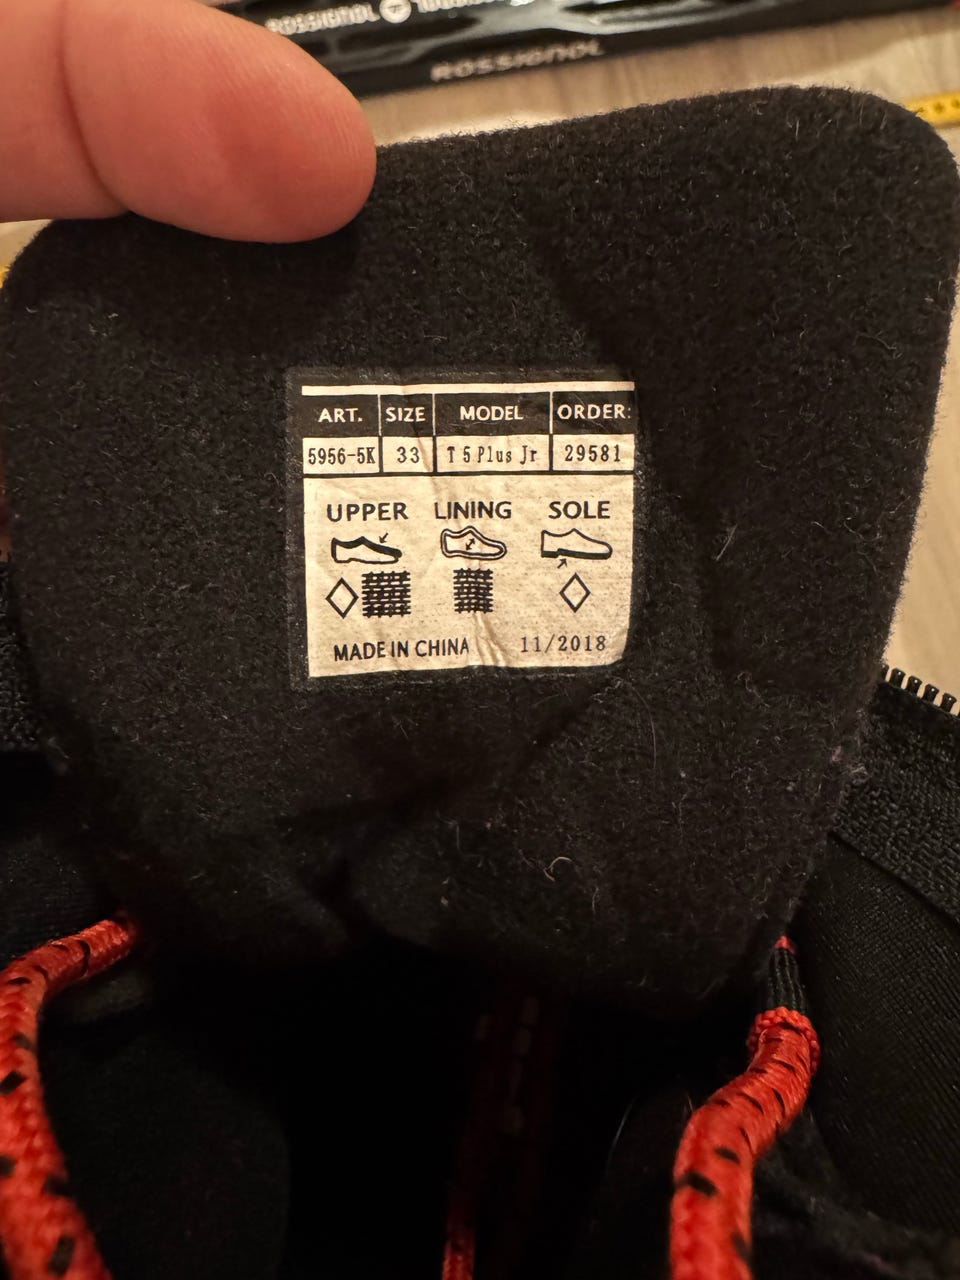 ROSSIGNOL
ROSSIGNOL
ART. SIZE MODEL ORDER:
5956-5K 33 T 5 Plus Jr 29581
UPPER LINING SOLE
MADE IN CHINA 11/2018